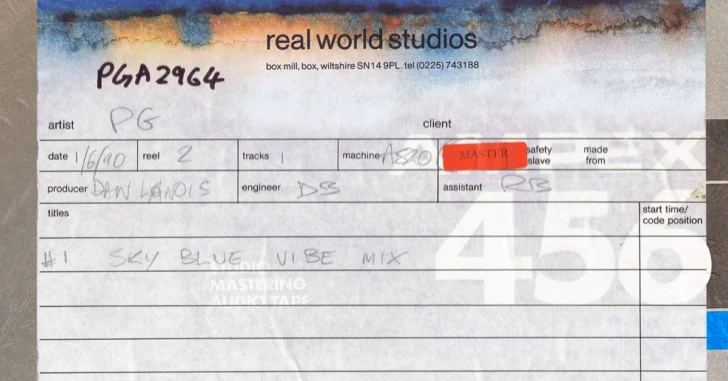 real world studios
box mill, box, wiltshire SN14 9PL. tel (0225) 743188
PGA2964
artist PG client
date 1/6/90 reel 2 tracks 1 machine A820 MASTER safety slave made from
producer DAN LANOIS engineer DB assistant RB
titles start time/ code position
#1 SKY BLUE VIBE MIX
456
STUDIO
MASTERING
AUDIO TAPE